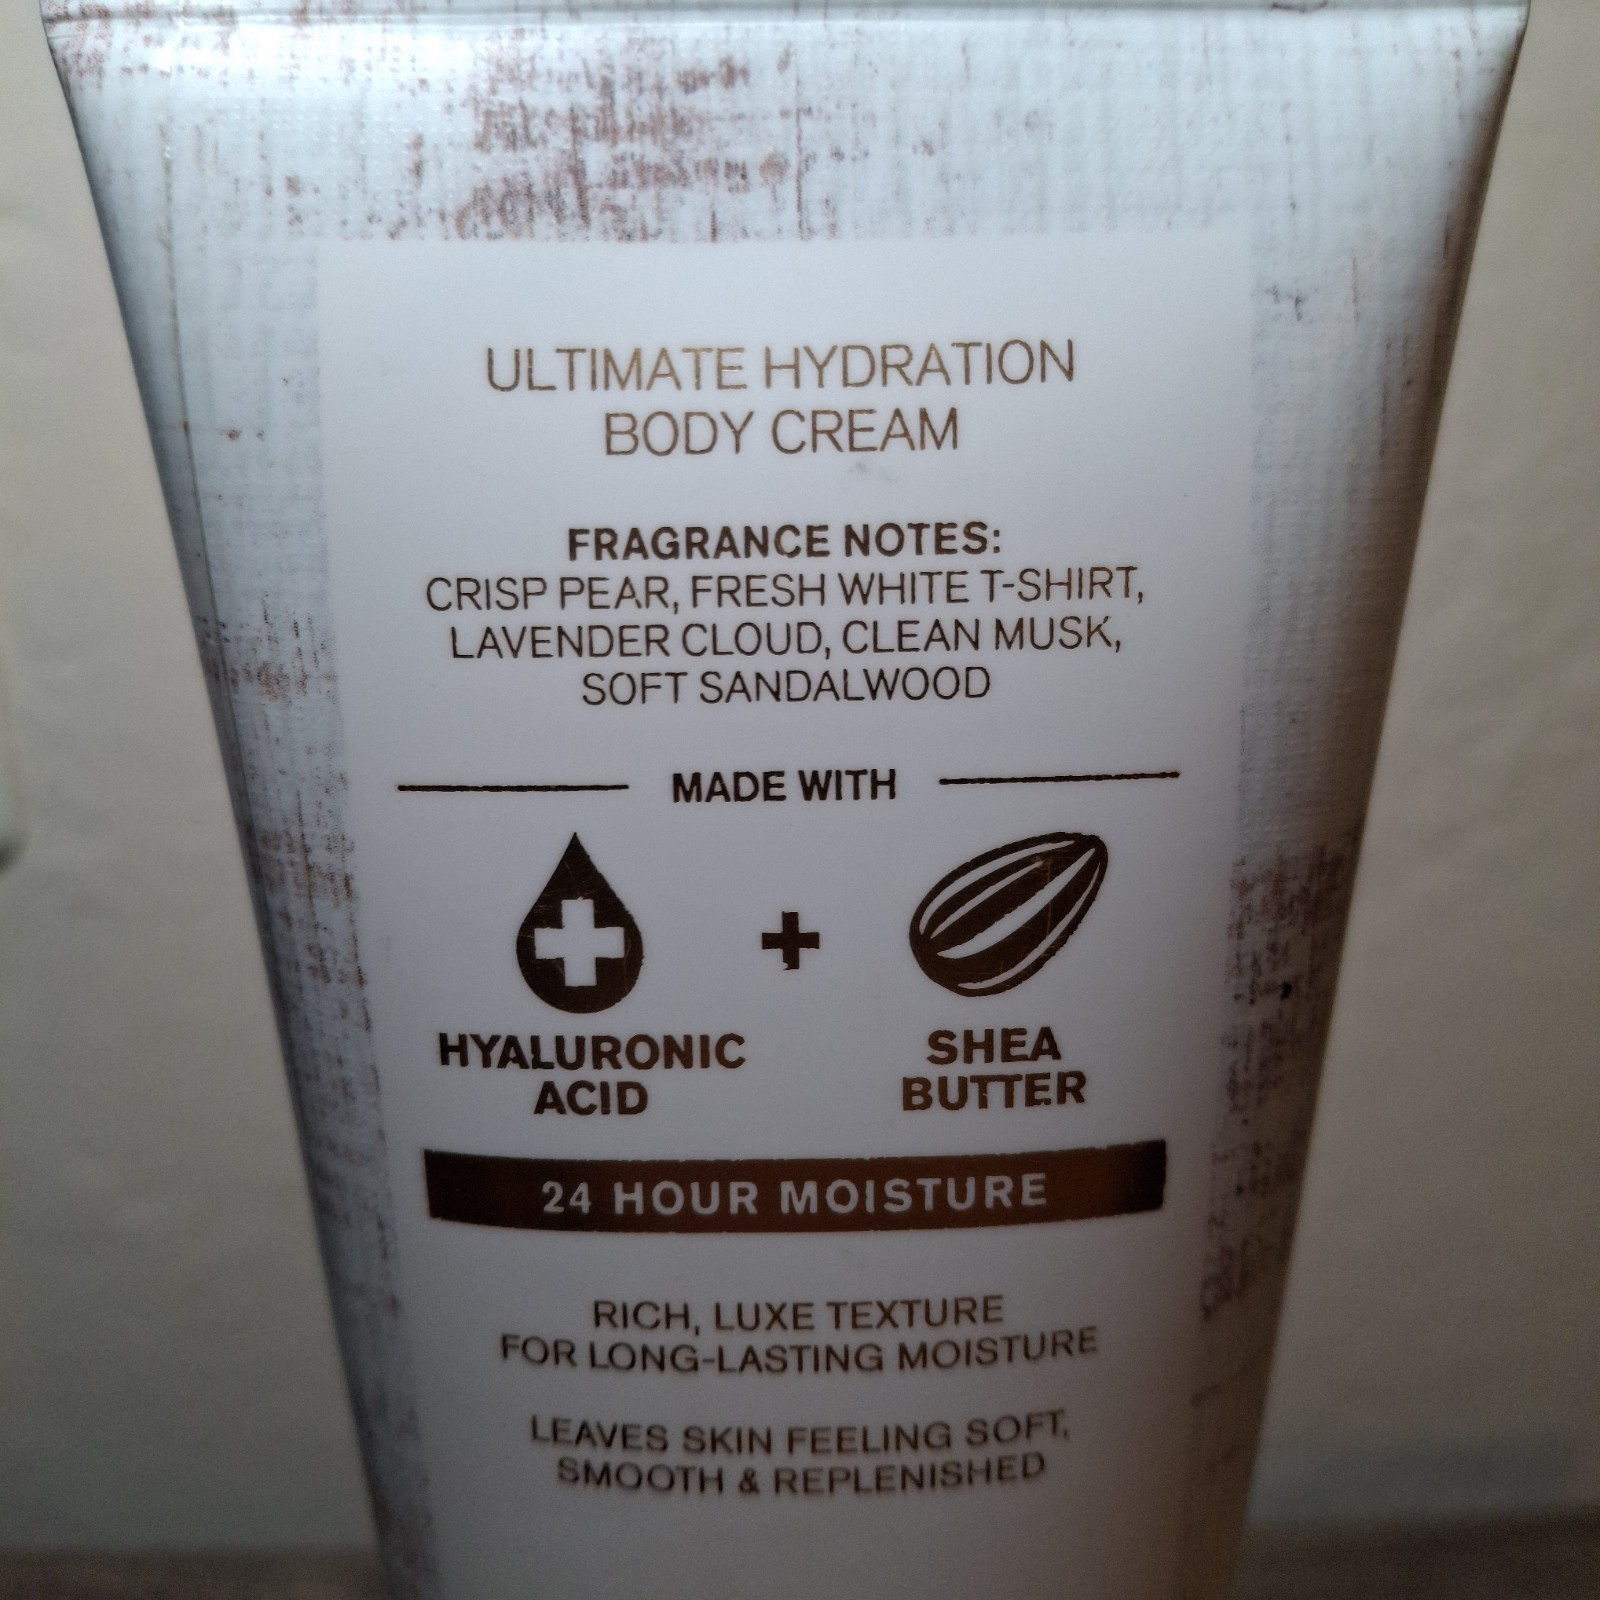 ULTIMATE HYDRATION
BODY CREAM
FRAGRANCE NOTES:
CRISP PEAR, FRESH WHITE T-SHIRT,
LAVENDER CLOUD, CLEAN MUSK,
SOFT SANDALWOOD
MADE WITH
HYALURONIC
ACID
+
SHEA
BUTTER
24 HOUR MOISTURE
RICH, LUXE TEXTURE
FOR LONG-LASTING MOISTURE
LEAVES SKIN FEELING SOFT,
SMOOTH & REPLENISHED